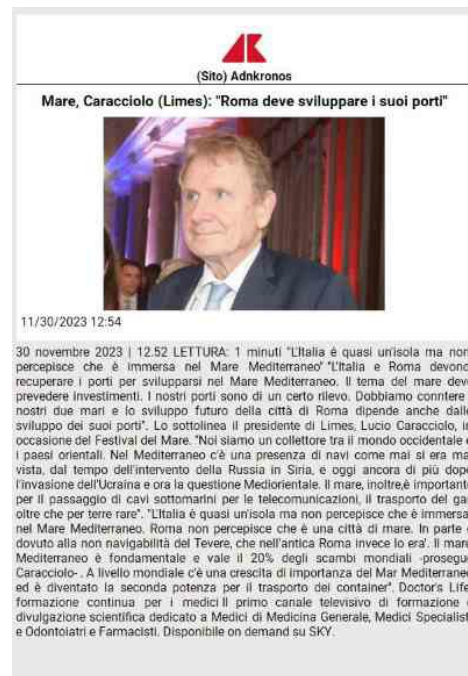 (Sito) Adnkronos
Mare, Caracciolo (Limes): "Roma deve sviluppare i suoi porti"
11/30/2023 12:54
30 novembre 2023 | 12.52 LETTURA: 1 minuti "L'Italia è quasi un'isola ma non
percepisce che è immersa nel Mare Mediterraneo" "L'Italia e Roma devono
recuperare i porti per svilupparsi nel Mare Mediterraneo. Il tema del mare deve
prevedere investimenti. I nostri porti sono di un certo rilievo. Dobbiamo conntere i
nostri due mari e lo sviluppo futuro della città di Roma dipende anche dallo
sviluppo dei suoi porti". Lo sottolinea il presidente di Limes, Lucio Caracciolo, in
occasione del Festival del Mare. "Noi siamo un collettore tra il mondo occidentale e
i paesi orientali. Nel Mediterraneo c'è una presenza di navi come mai si era mai
vista, dal tempo dell'intervento della Russia in Siria, e oggi ancora di più dopo
l'invasione dell'Ucraina e ora la questione Mediorientale. Il mare, inoltre,è importante
per il passaggio di cavi sottomarini per le telecomunicazioni, il trasporto del gas
oltre che per terre rare". "L'Italia è quasi un'isola ma non percepisce che è immersa
nel Mare Mediterraneo. Roma non percepisce che è una città di mare. In parte è
dovuto alla non navigabilità del Tevere, che nell'antica Roma invece lo era'. Il mare
Mediterraneo è fondamentale e vale il 20% degli scambi mondiali -prosegue
Caracciolo- . A livello mondiale c'è una crescita di importanza del Mar Mediterraneo
ed è diventato la seconda potenza per il trasporto dei container". Doctor's Life,
formazione continua per i medici Il primo canale televisivo di formazione e
divulgazione scientifica dedicato a Medici di Medicina Generale, Medici Specialisti
e Odontoiatri e Farmacisti. Disponibile on demand su SKY.